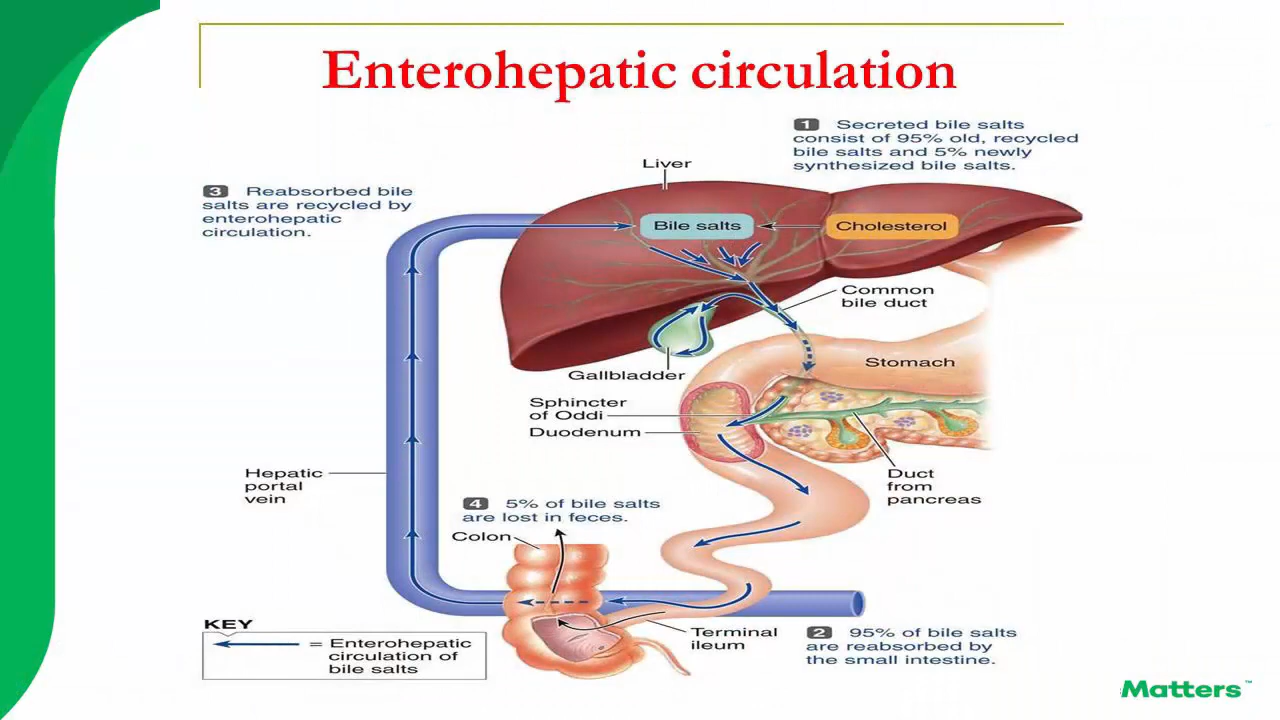 Enterohepatic circulation
1 Secreted bile salts
consist of 95% old, recycled
bile salts and 5% newly
synthesized bile salts.
Liver
3 Reabsorbed bile
salts are recycled by
enterohepatic
circulation.
Bile salts
Cholesterol
Common
bile duct
Stomach
Gallbladder
Sphincter
of Oddi
Duodenum
Hepatic
portal
vein
Duct
from
pancreas
4 5% of bile salts
are lost in feces.
Colon
KEY
= Enterohepatic
circulation of
bile salts
Terminal
ileum
2 95% of bile salts
are reabsorbed by
the small intestine.
Matters™